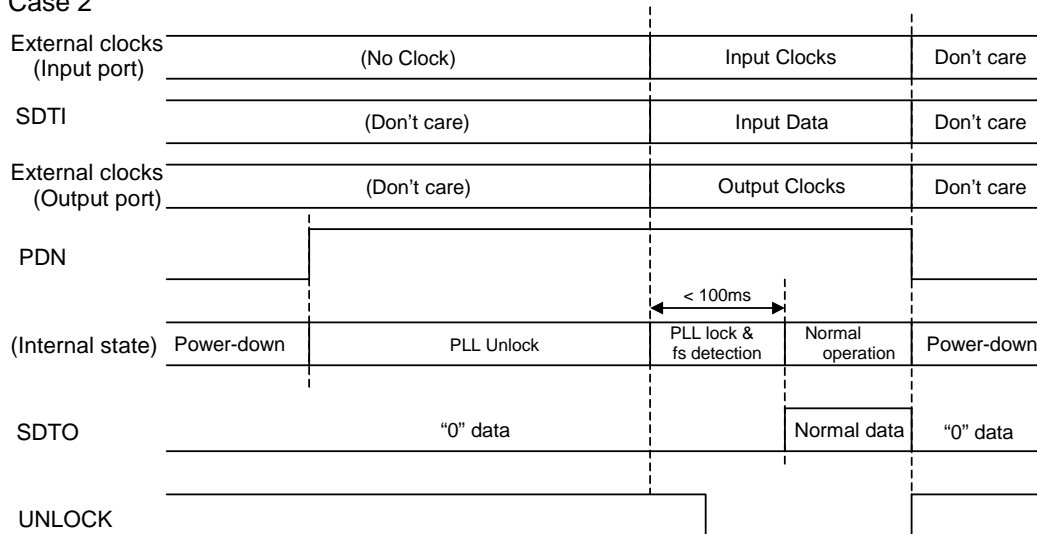 Case 2
External clocks
(Input port)
(No Clock)
Input Clocks
Don't care
SDTI
(Don't care)
Input Data
Don't care
External clocks
(Output port)
(Don't care)
Output Clocks
Don't care
PDN
< 100ms
(Internal state)
Power-down
PLL Unlock
PLL lock &
fs detection
Normal
operation
Power-down
SDTO
“0” data
Normal data
“0” data
UNLOCK